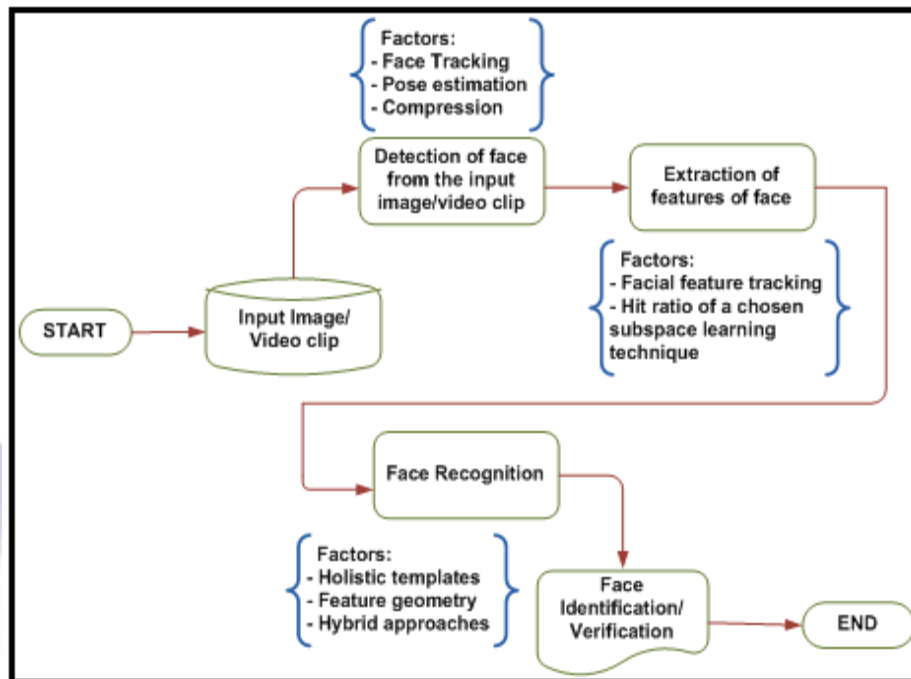 Factors:
- Face Tracking
- Pose estimation
- Compression
Detection of face
from the input
image/video clip
Extraction of
features of face
Factors:
- Facial feature tracking
- Hit ratio of a chosen
subspace learning
technique
START
Input Image/
Video clip
Face Recognition
Factors:
- Holistic templates
- Feature geometry
- Hybrid approaches
Face
Identification/
Verification
END